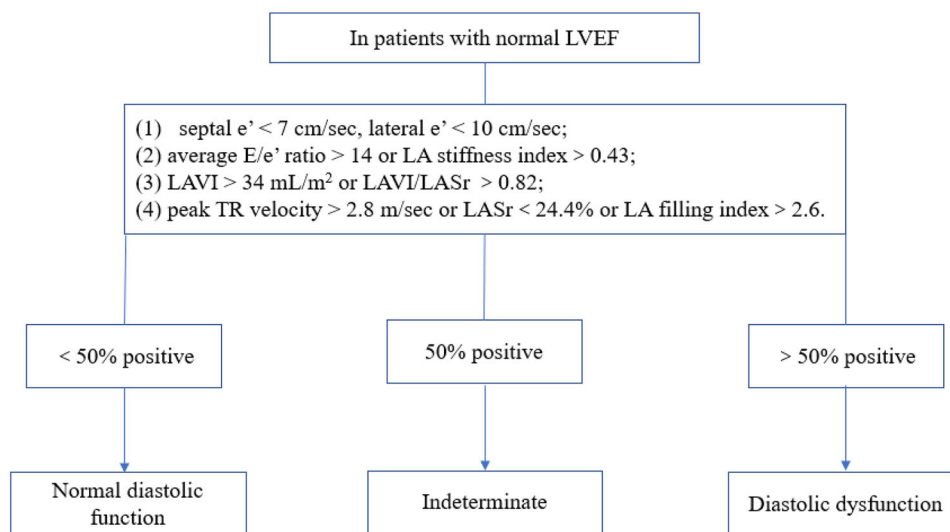 In patients with normal LVEF
(1) septal e’ < 7 cm/sec, lateral e’ < 10 cm/sec;
(2) average E/e’ ratio > 14 or LA stiffness index > 0.43;
(3) LAVI > 34 mL/m² or LAVI/LASr > 0.82;
(4) peak TR velocity > 2.8 m/sec or LASr < 24.4% or LA filling index > 2.6.
< 50% positive
50% positive
> 50% positive
Normal diastolic
function
Indeterminate
Diastolic dysfunction